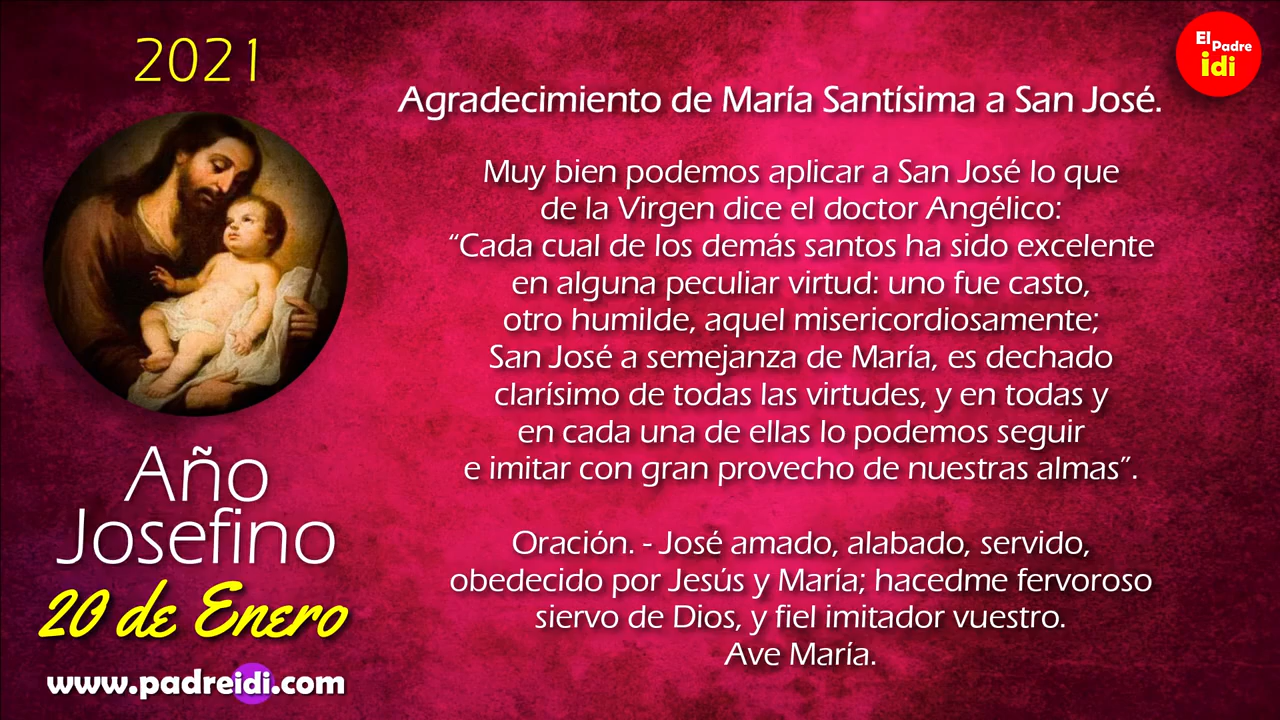 2021
Año
Josefino
20 de Enero
www.padreidi.com
El Padre
idi
Agradecimiento de María Santísima a San José.
Muy bien podemos aplicar a San José lo que
de la Virgen dice el doctor Angélico:
“Cada cual de los demás santos ha sido excelente
en alguna peculiar virtud: uno fue casto,
otro humilde, aquel misericordiosamente;
San José a semejanza de María, es dechado
clarísimo de todas las virtudes, y en todas y
en cada una de ellas lo podemos seguir
e imitar con gran provecho de nuestras almas”.
Oración. - José amado, alabado, servido,
obedecido por Jesús y María; hacedme fervoroso
siervo de Dios, y fiel imitador vuestro.
Ave María.